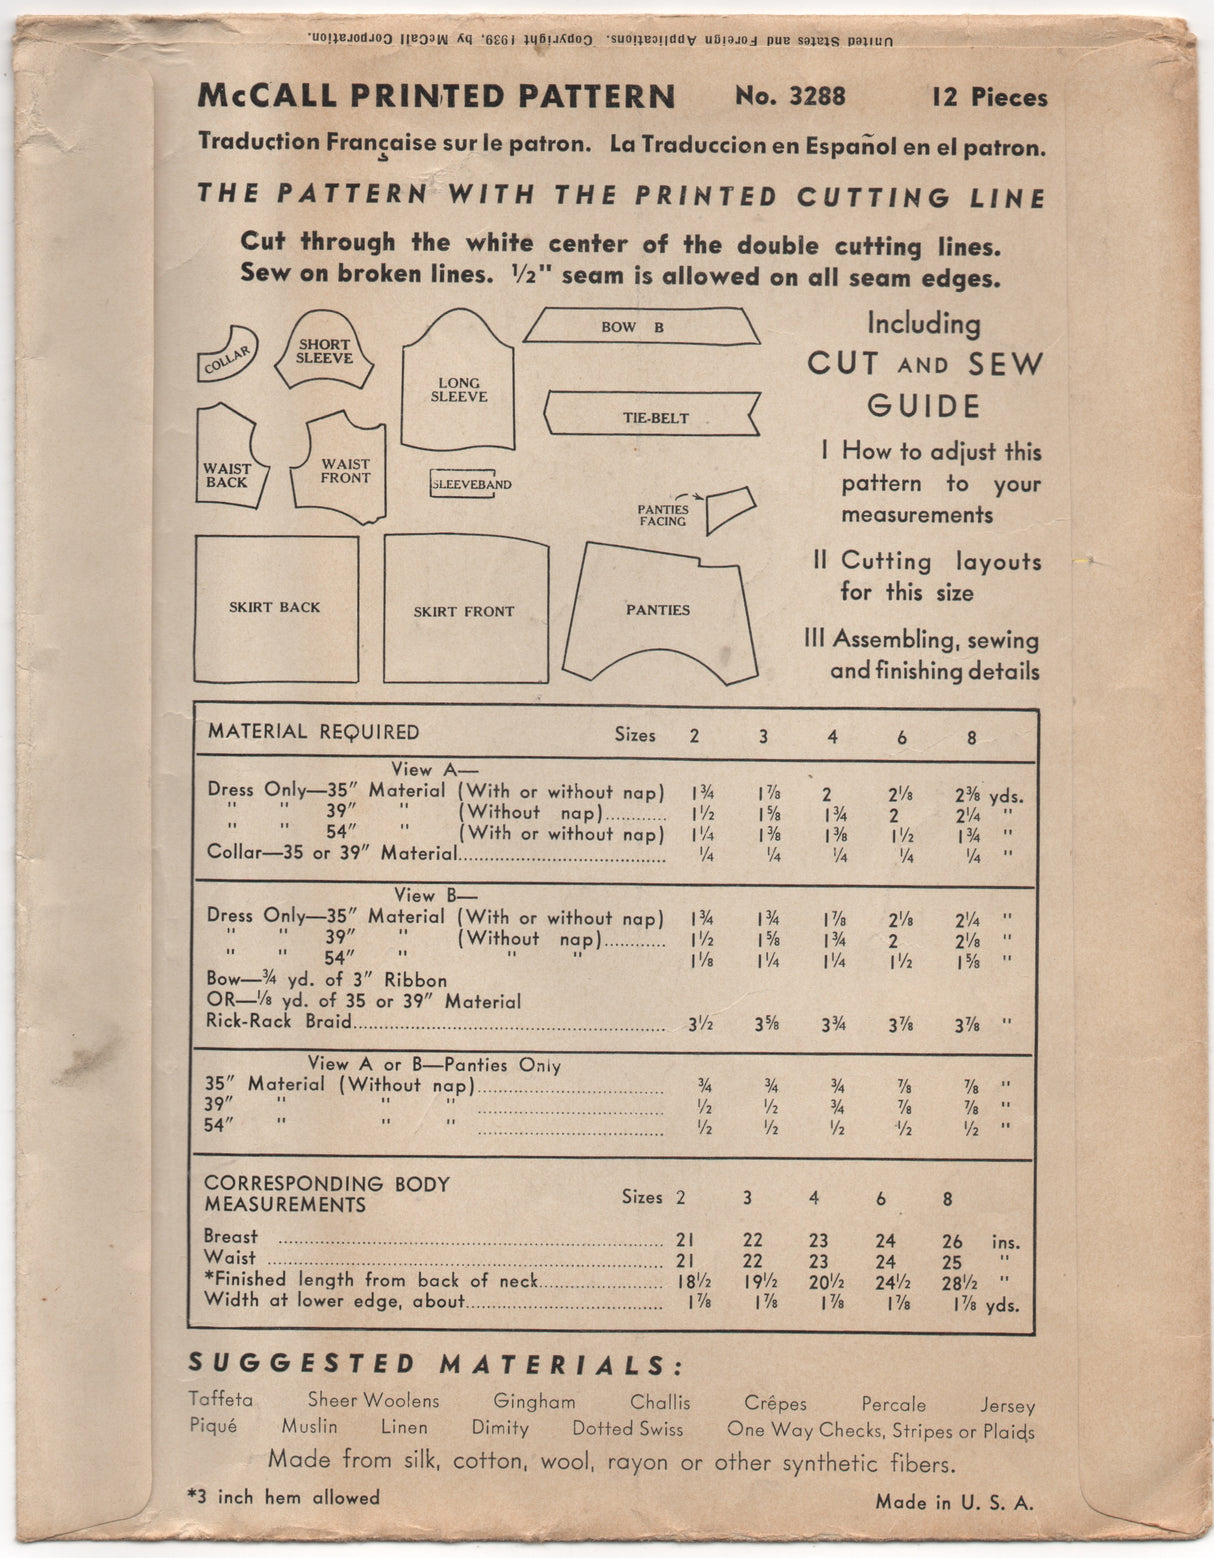 United States and Foreign Applications. Copyright 1939, by McCall Corporation.
McCALL PRINTED PATTERN No. 3288 12 Pieces
Traduction Française sur le patron. La Traduccion en Español en el patron.
THE PATTERN WITH THE PRINTED CUTTING LINE
Cut through the white center of the double cutting lines.
Sew on broken lines. ½" seam is allowed on all seam edges.
COLLAR
SHORT
SLEEVE
LONG
SLEEVE
BOW B
TIE-BELT
WAIST
BACK
WAIST
FRONT
SLEEVEBAND
PANTIES
FACING
SKIRT BACK
SKIRT FRONT
PANTIES
Including
CUT AND SEW
GUIDE
I How to adjust this
pattern to your
measurements
II Cutting layouts
for this size
III Assembling, sewing
and finishing details
MATERIAL REQUIRED Sizes 2 3 4 6 8
View A—
Dress Only—35" Material (With or without nap) 1¾ 1⅞ 2 2⅛ 2⅜ yds.
" " 39" " (Without nap)............ 1½ 1⅝ 1¾ 2 2¼ "
" " 54" " (With or without nap) 1¼ 1⅜ 1⅜ 1½ 1¾ "
Collar—35 or 39" Material........................................ ¼ ¼ ¼ ¼ ¼ "
View B—
Dress Only—35" Material (With or without nap) 1¾ 1¾ 1⅞ 2⅛ 2¼ "
" " 39" " (Without nap)............ 1½ 1⅝ 1¾ 2 2⅛ "
" " 54" " " " 1⅛ 1¼ 1¼ 1½ 1⅝ "
Bow—¾ yd. of 3" Ribbon
OR—⅛ yd. of 35 or 39" Material
Rick-Rack Braid............................................................ 3½ 3⅝ 3¾ 3⅞ 3⅞ "
View A or B—Panties Only
35" Material (Without nap).................................... ¾ ¾ ¾ ⅞ ⅞ "
39" " " " .................................... ½ ½ ¾ ⅞ ⅞ "
54" " " " .................................... ½ ½ ½ ½ ½ "
CORRESPONDING BODY
MEASUREMENTS Sizes 2 3 4 6 8
Breast ............................................................ 21 22 23 24 26 ins.
Waist ............................................................ 21 22 23 24 25 "
*Finished length from back of neck........................ 18½ 19½ 20½ 24½ 28½ "
Width at lower edge, about...................................... 1⅞ 1⅞ 1⅞ 1⅞ 1⅞ yds.
SUGGESTED MATERIALS:
Taffeta Sheer Woolens Gingham Challis Crêpes Percale Jersey
Piqué Muslin Linen Dimity Dotted Swiss One Way Checks, Stripes or Plaids
Made from silk, cotton, wool, rayon or other synthetic fibers.
*3 inch hem allowed Made in U. S. A.